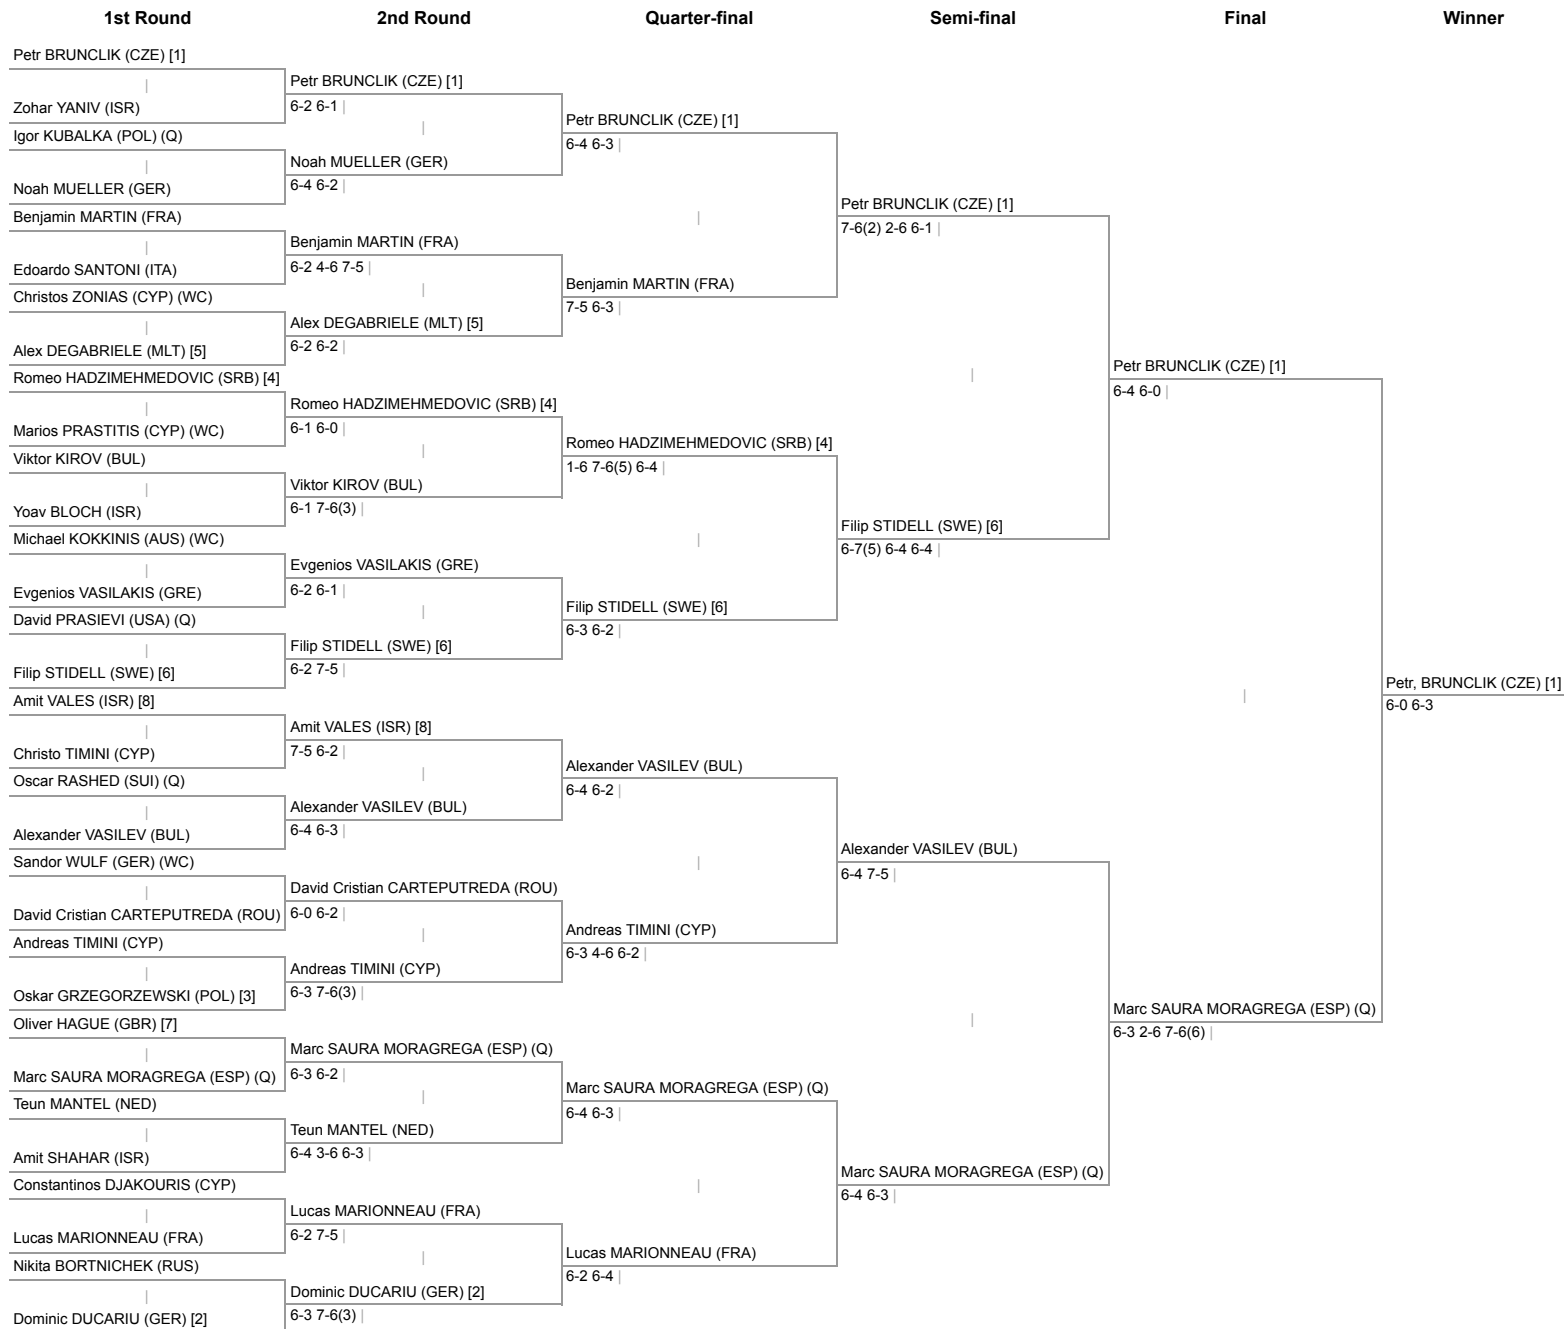 1st Round
2nd Round
Quarter-final
Semi-final
Final
Winner
Petr BRUNCLIK (CZE) [1]
Zohar YANIV (ISR)
Igor KUBALKA (POL) (Q)
Noah MUELLER (GER)
Benjamin MARTIN (FRA)
Edoardo SANTONI (ITA)
Christos ZONIAS (CYP) (WC)
Alex DEGABRIELE (MLT) [5]
Romeo HADZIMEHMEDOVIC (SRB) [4]
Marios PRASTITIS (CYP) (WC)
Viktor KIROV (BUL)
Yoav BLOCH (ISR)
Michael KOKKINIS (AUS) (WC)
Evgenios VASILAKIS (GRE)
David PRASIEVI (USA) (Q)
Filip STIDELL (SWE) [6]
Amit VALES (ISR) [8]
Christo TIMINI (CYP)
Oscar RASHED (SUI) (Q)
Alexander VASILEV (BUL)
Sandor WULF (GER) (WC)
David Cristian CARTEPUTREDA (ROU)
Andreas TIMINI (CYP)
Oskar GRZEGORZEWSKI (POL) [3]
Oliver HAGUE (GBR) [7]
Marc SAURA MORAGREGA (ESP) (Q)
Teun MANTEL (NED)
Amit SHAHAR (ISR)
Constantinos DJAKOURIS (CYP)
Lucas MARIONNEAU (FRA)
Nikita BORTNICHEK (RUS)
Dominic DUCARIU (GER) [2]
Petr BRUNCLIK (CZE) [1]
6-2 6-1
Noah MUELLER (GER)
6-4 6-2
Benjamin MARTIN (FRA)
6-2 4-6 7-5
Alex DEGABRIELE (MLT) [5]
6-2 6-2
Romeo HADZIMEHMEDOVIC (SRB) [4]
6-1 6-0
Viktor KIROV (BUL)
6-1 7-6(3)
Evgenios VASILAKIS (GRE)
6-2 6-1
Filip STIDELL (SWE) [6]
6-2 7-5
Amit VALES (ISR) [8]
7-5 6-2
Alexander VASILEV (BUL)
6-4 6-3
David Cristian CARTEPUTREDA (ROU)
6-0 6-2
Andreas TIMINI (CYP)
6-3 7-6(3)
Marc SAURA MORAGREGA (ESP) (Q)
6-3 6-2
Teun MANTEL (NED)
6-4 3-6 6-3
Lucas MARIONNEAU (FRA)
6-2 7-5
Dominic DUCARIU (GER) [2]
6-3 7-6(3)
Petr BRUNCLIK (CZE) [1]
6-4 6-3
Benjamin MARTIN (FRA)
7-5 6-3
Romeo HADZIMEHMEDOVIC (SRB) [4]
1-6 7-6(5) 6-4
Filip STIDELL (SWE) [6]
6-3 6-2
Alexander VASILEV (BUL)
6-4 6-2
Andreas TIMINI (CYP)
6-3 4-6 6-2
Marc SAURA MORAGREGA (ESP) (Q)
6-4 6-3
Lucas MARIONNEAU (FRA)
6-2 6-4
Petr BRUNCLIK (CZE) [1]
7-6(2) 2-6 6-1
Filip STIDELL (SWE) [6]
6-7(5) 6-4 6-4
Alexander VASILEV (BUL)
6-4 7-5
Marc SAURA MORAGREGA (ESP) (Q)
6-4 6-3
Petr BRUNCLIK (CZE) [1]
6-4 6-0
Marc SAURA MORAGREGA (ESP) (Q)
6-3 2-6 7-6(6)
Petr, BRUNCLIK (CZE) [1]
6-0 6-3